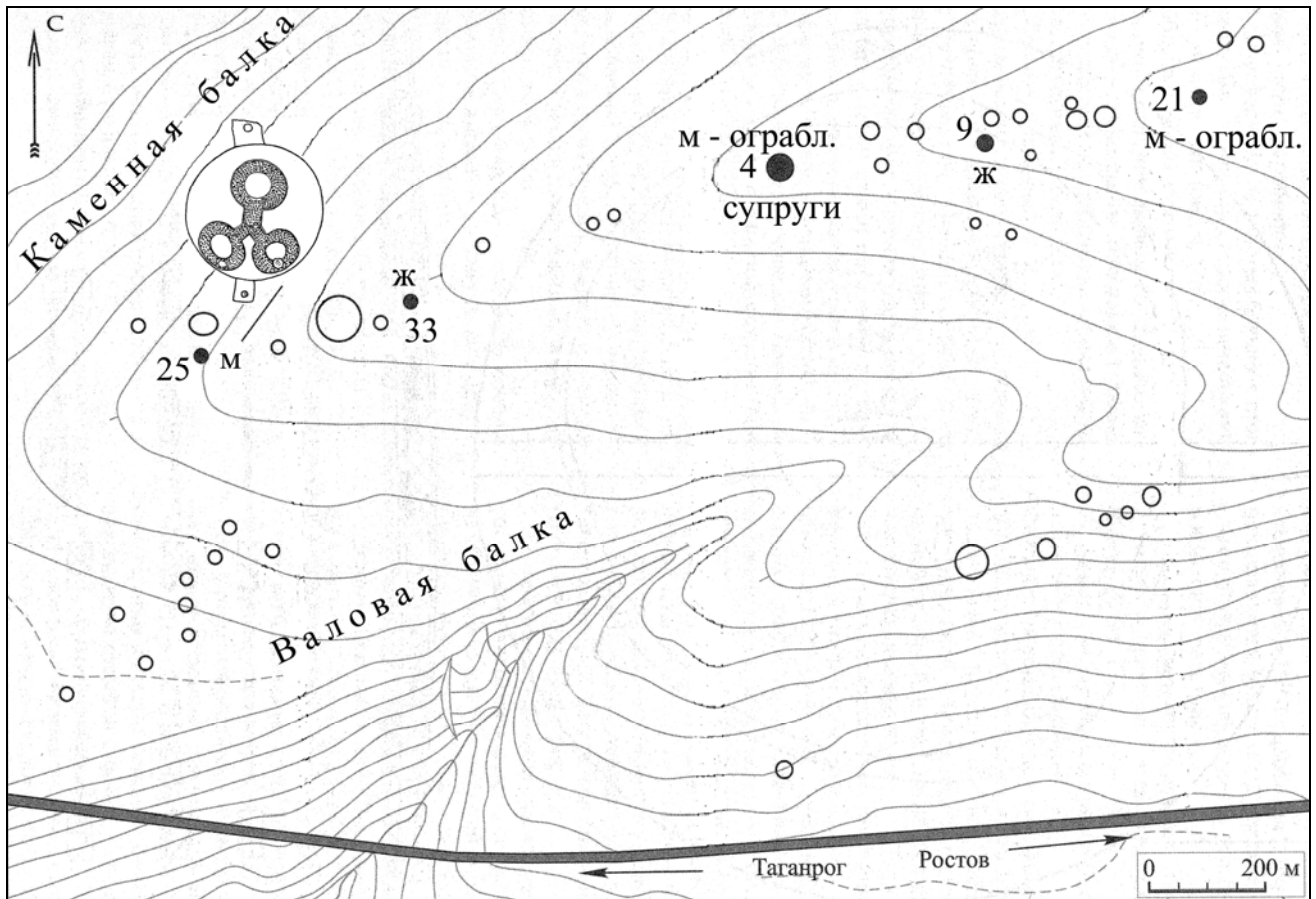 С
Каменная балка
21
м - ограбл.
м - ограбл.
4
супруги
9
ж
ж
33
25
м
Валовая балка
Таганрог
Ростов
0 200 м